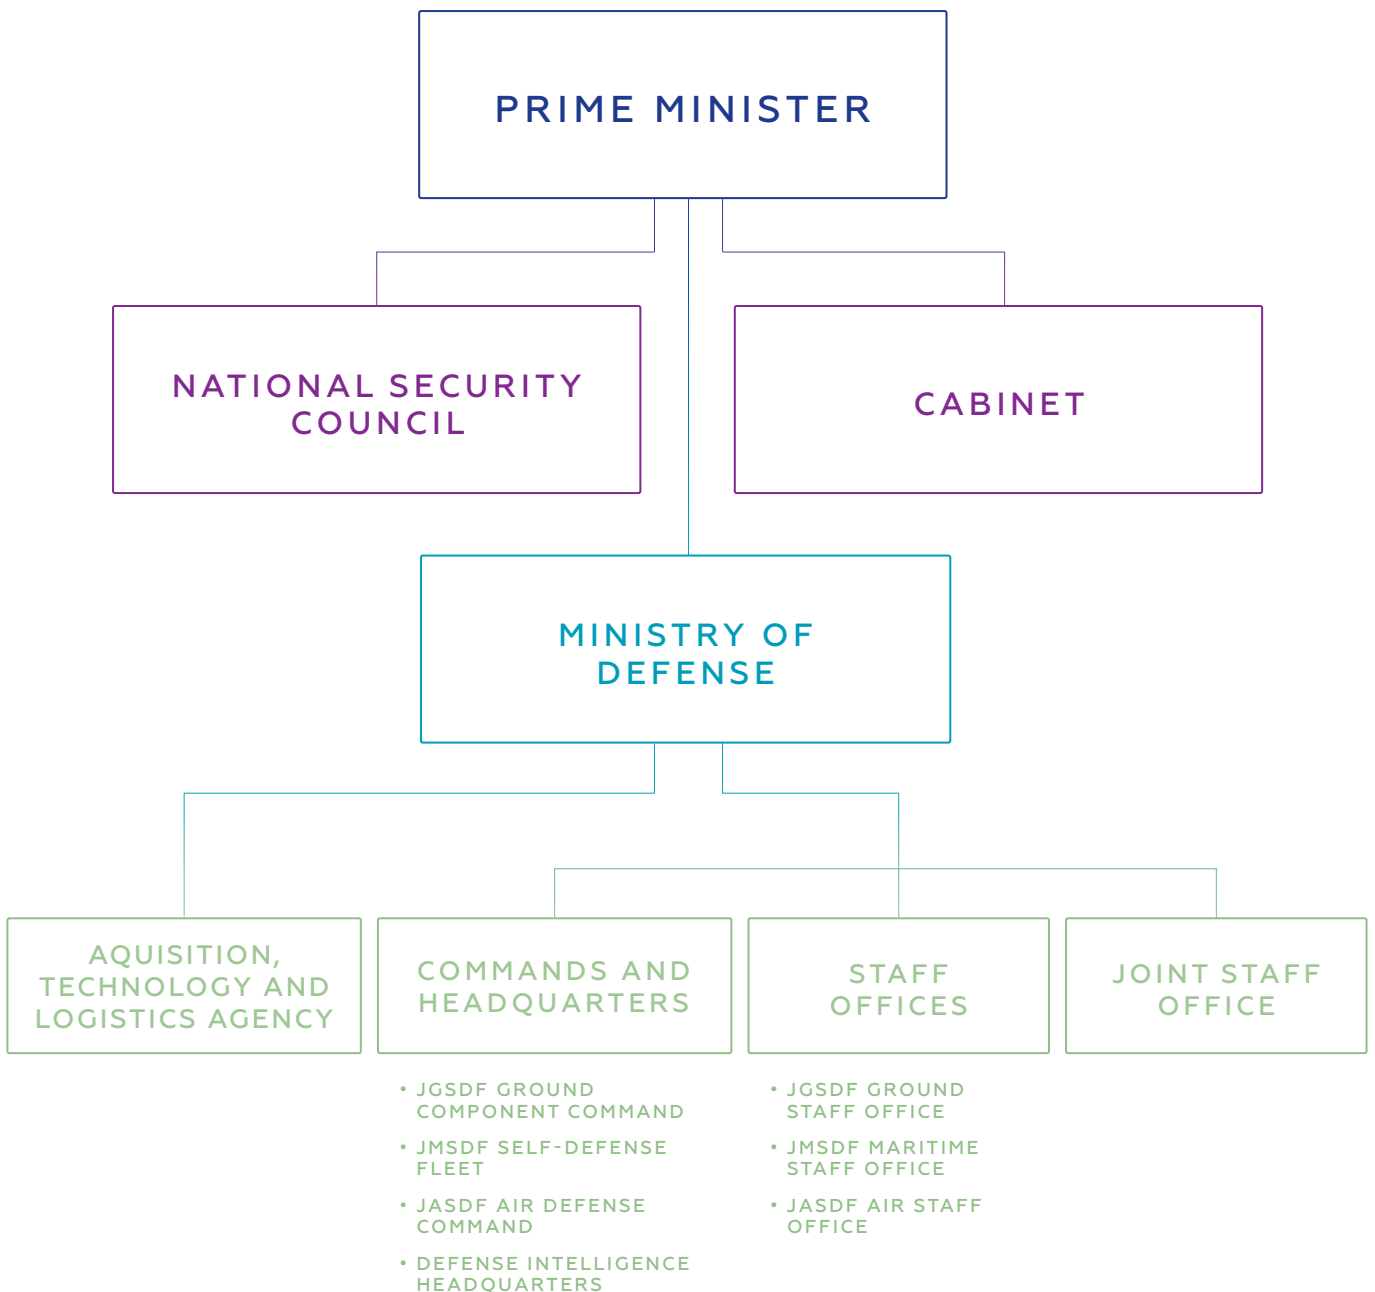 PRIME MINISTER
NATIONAL SECURITY
COUNCIL
CABINET
MINISTRY OF
DEFENSE
AQUISITION,
TECHNOLOGY AND
LOGISTICS AGENCY
COMMANDS AND
HEADQUARTERS
STAFF
OFFICES
JOINT STAFF
OFFICE
• JGSDF GROUND
COMPONENT COMMAND
• JMSDF SELF-DEFENSE
FLEET
• JASDF AIR DEFENSE
COMMAND
• DEFENSE INTELLIGENCE
HEADQUARTERS
• JGSDF GROUND
STAFF OFFICE
• JMSDF MARITIME
STAFF OFFICE
• JASDF AIR STAFF
OFFICE